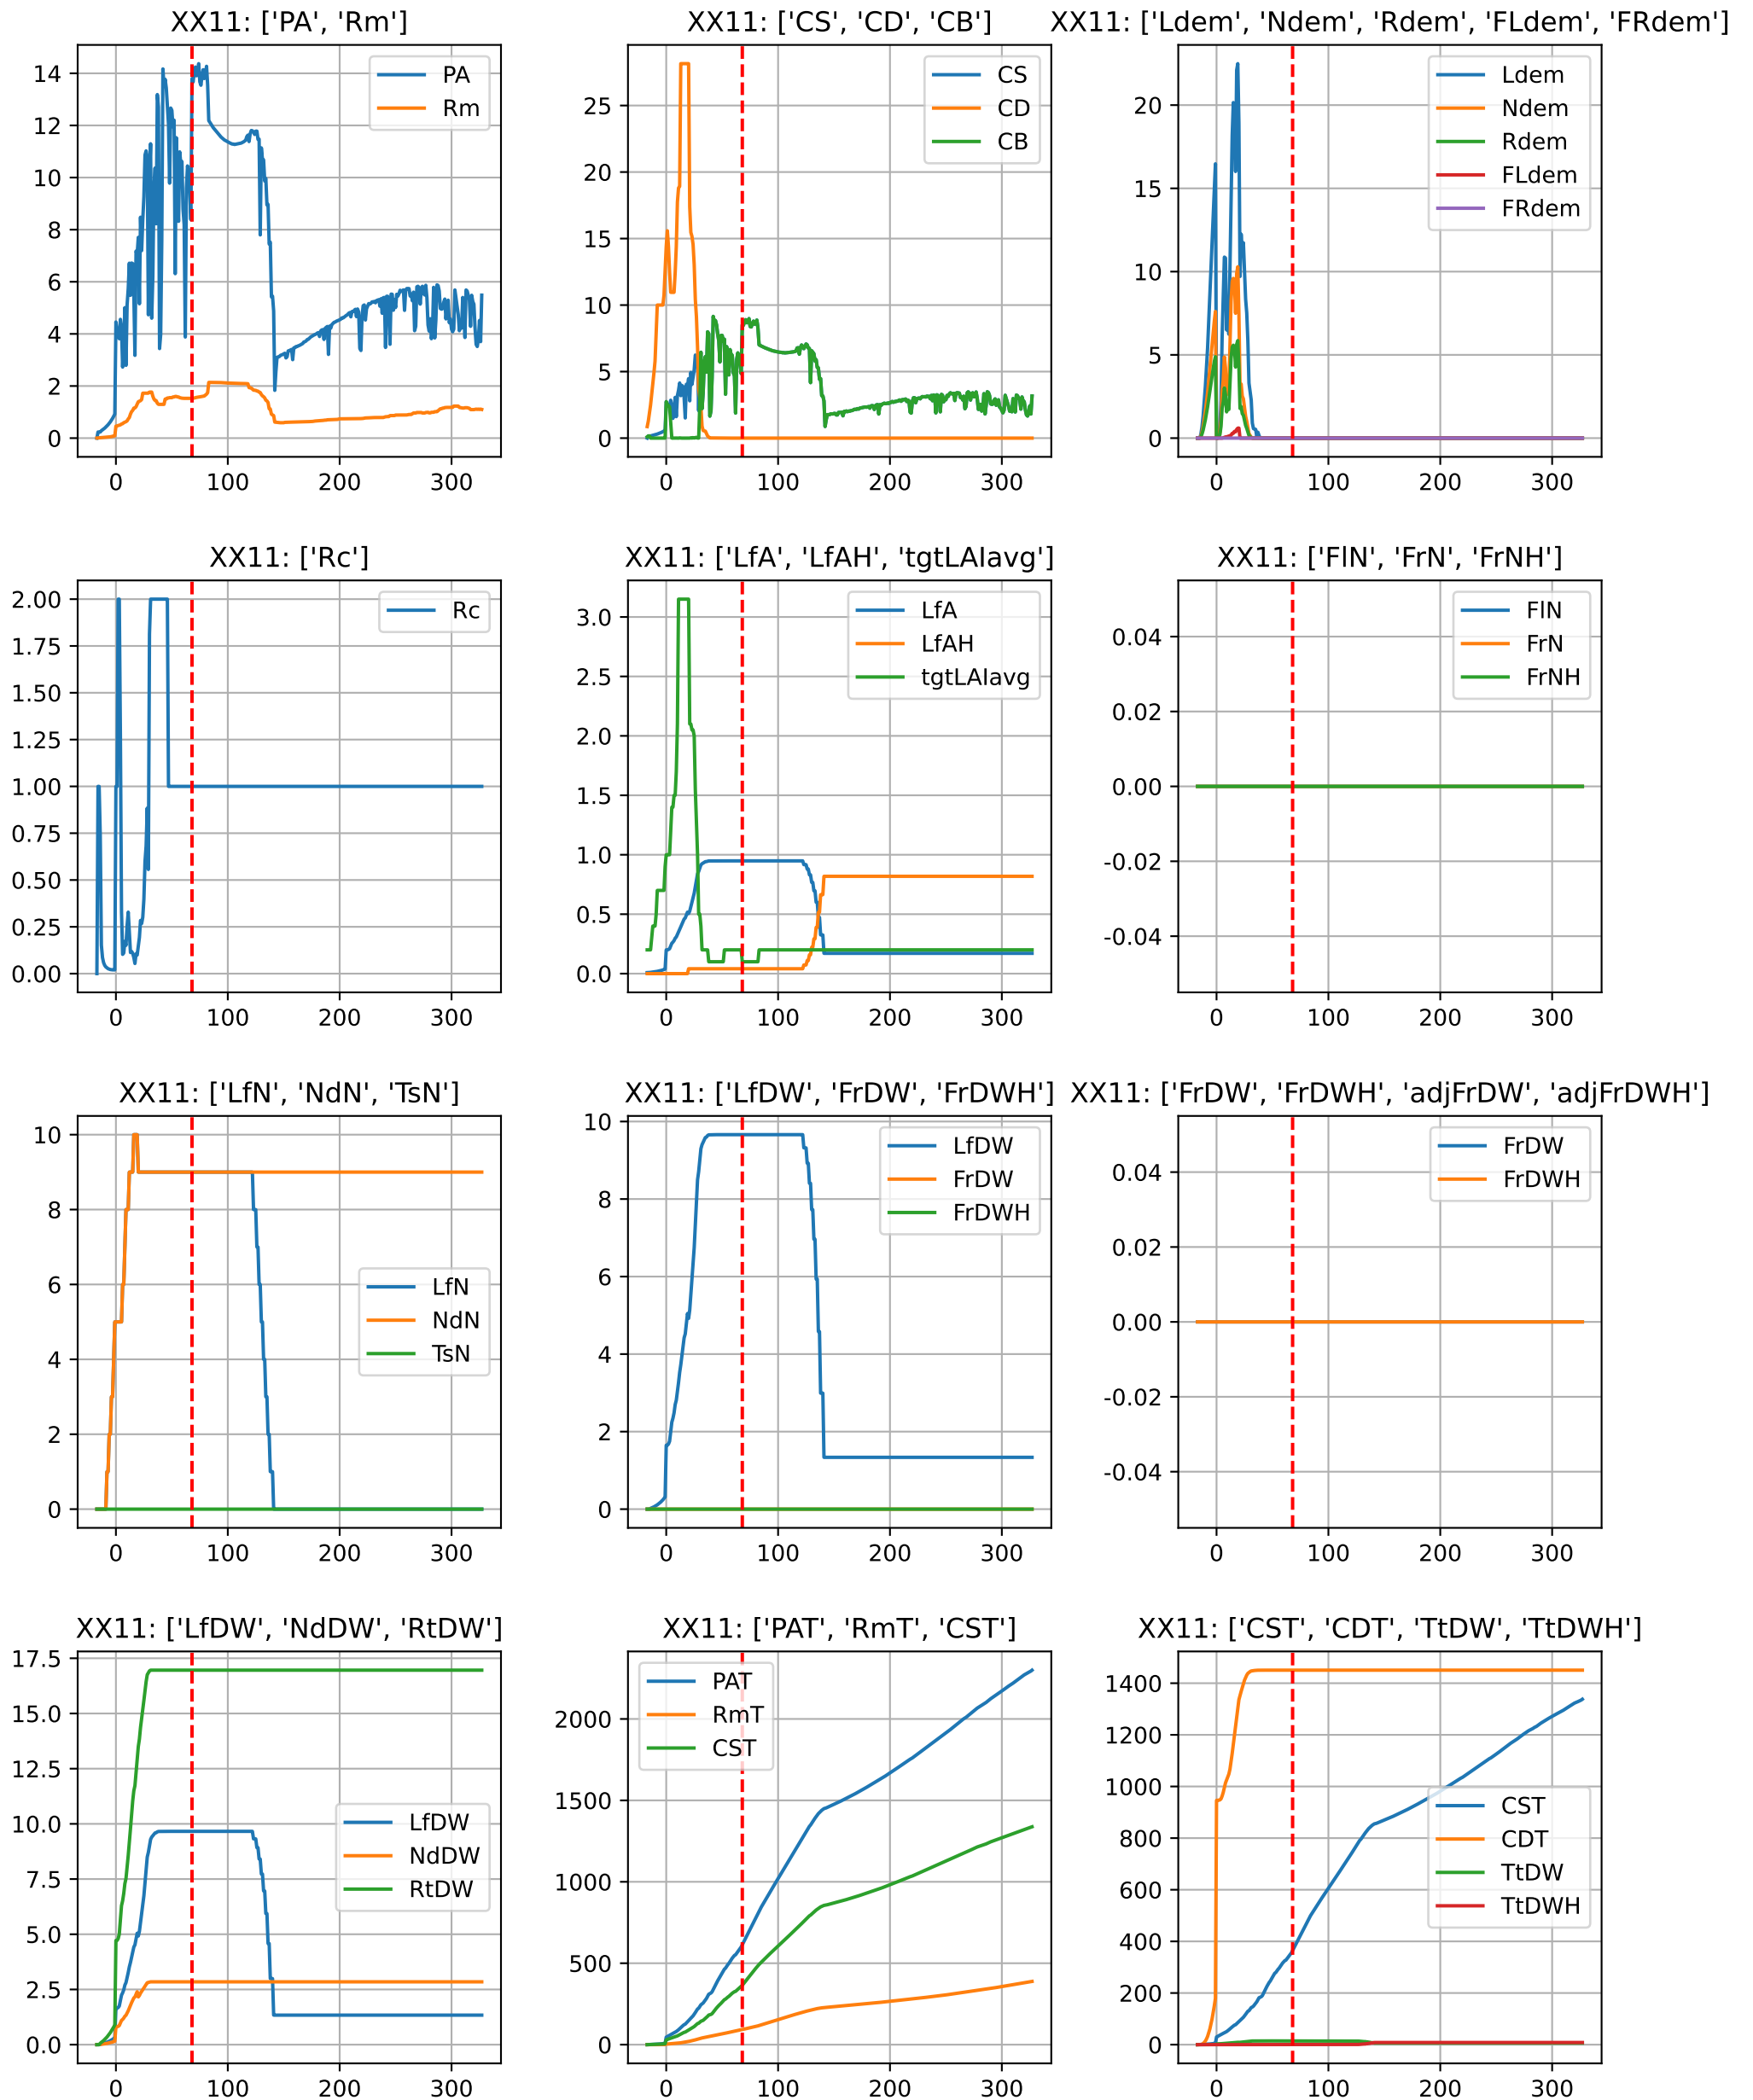 XX11: ['PA', 'Rm']
14
12
10
8
6
4
2
0
0 100 200 300
PA
Rm
XX11: ['CS', 'CD', 'CB']
25
20
15
10
5
0
0 100 200 300
CS
CD
CB
XX11: ['Ldem', 'Ndem', 'Rdem', 'FLdem', 'FRdem']
20
15
10
5
0
0 100 200 300
Ldem
Ndem
Rdem
FLdem
FRdem
XX11: ['Rc']
2.00
1.75
1.50
1.25
1.00
0.75
0.50
0.25
0.00
0 100 200 300
Rc
XX11: ['LfA', 'LfAH', 'tgtLAIavg']
3.0
2.5
2.0
1.5
1.0
0.5
0.0
0 100 200 300
LfA
LfAH
tgtLAIavg
XX11: ['FlN', 'FrN', 'FrNH']
0.04
0.02
0.00
-0.02
-0.04
0 100 200 300
FlN
FrN
FrNH
XX11: ['LfN', 'NdN', 'TsN']
10
8
6
4
2
0
0 100 200 300
LfN
NdN
TsN
XX11: ['LfDW', 'FrDW', 'FrDWH']
10
8
6
4
2
0
0 100 200 300
LfDW
FrDW
FrDWH
XX11: ['FrDW', 'FrDWH', 'adjFrDW', 'adjFrDWH']
0.04
0.02
0.00
-0.02
-0.04
0 100 200 300
FrDW
FrDWH
XX11: ['LfDW', 'NdDW', 'RtDW']
17.5
15.0
12.5
10.0
7.5
5.0
2.5
0.0
0 100 200 300
LfDW
NdDW
RtDW
XX11: ['PAT', 'RmT', 'CST']
2000
1500
1000
500
0
0 100 200 300
PAT
RmT
CST
XX11: ['CST', 'CDT', 'TtDW', 'TtDWH']
1400
1200
1000
800
600
400
200
0
0 100 200 300
CST
CDT
TtDW
TtDWH